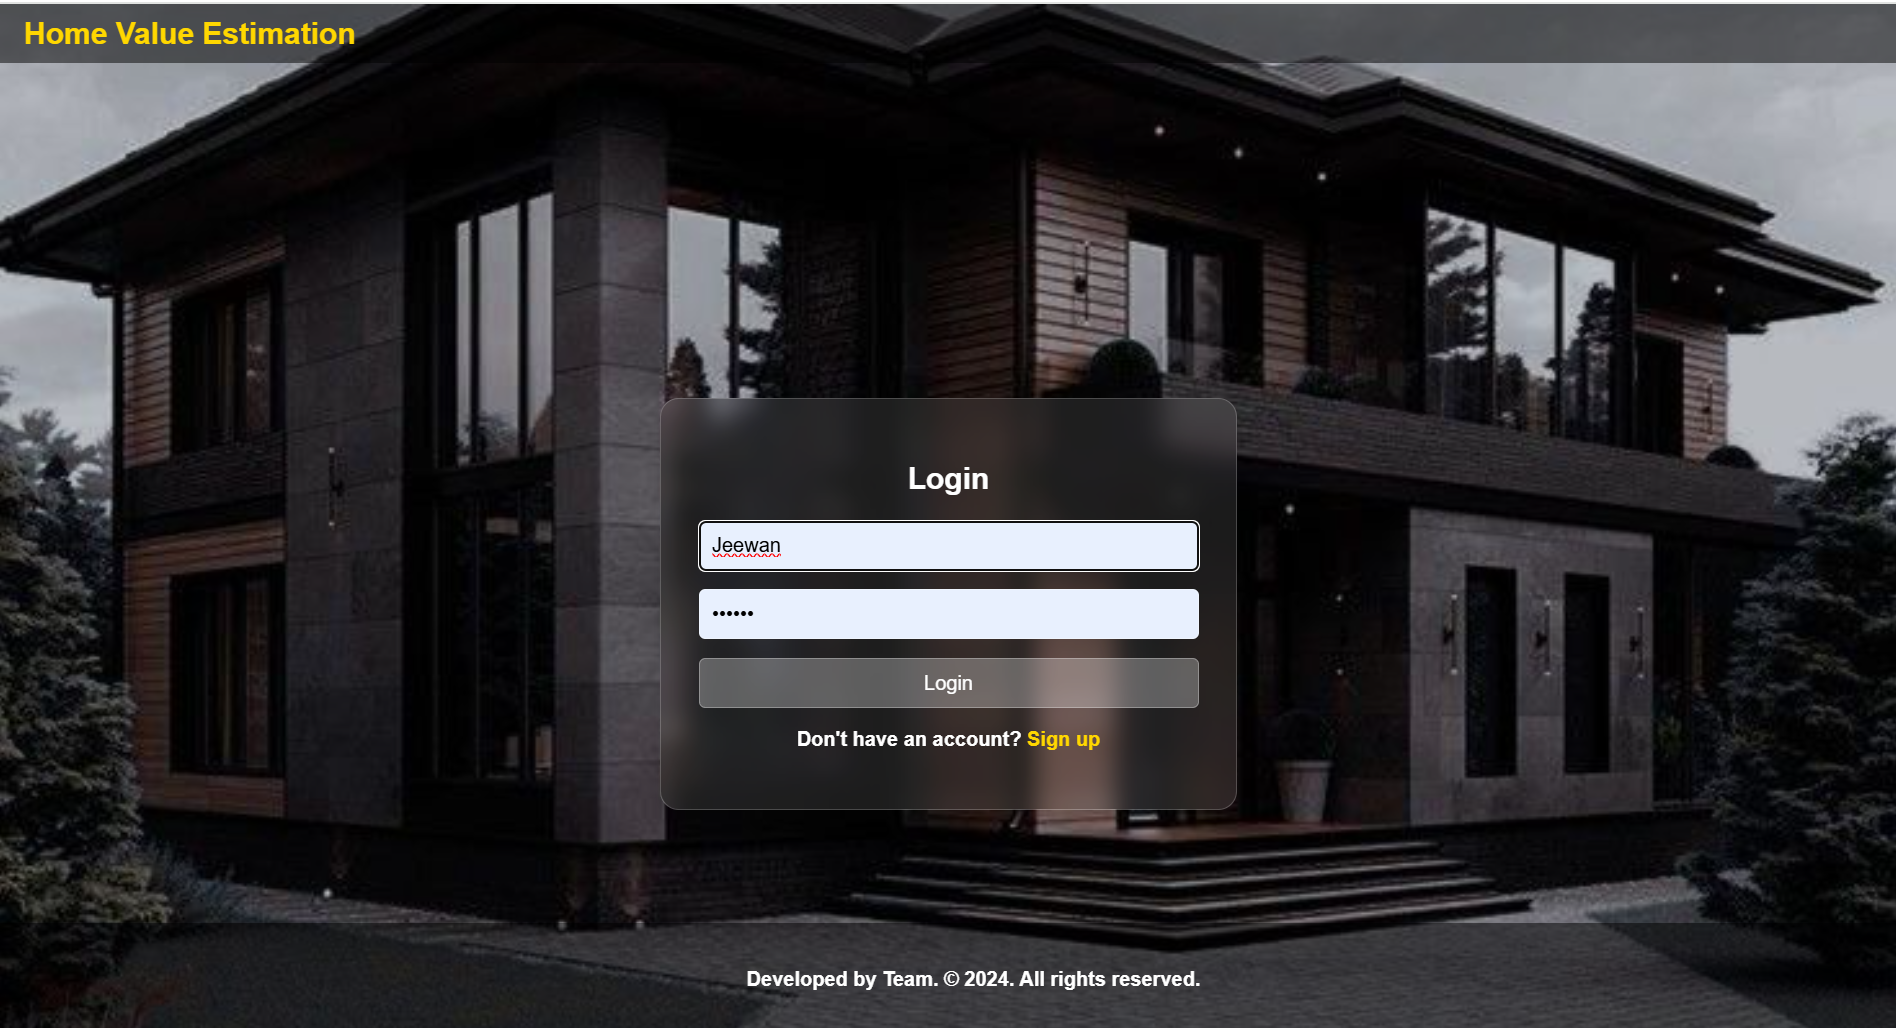 Home Value Estimation
Login
Jeewan
••••••
Login
Don't have an account? Sign up
Developed by Team. © 2024. All rights reserved.